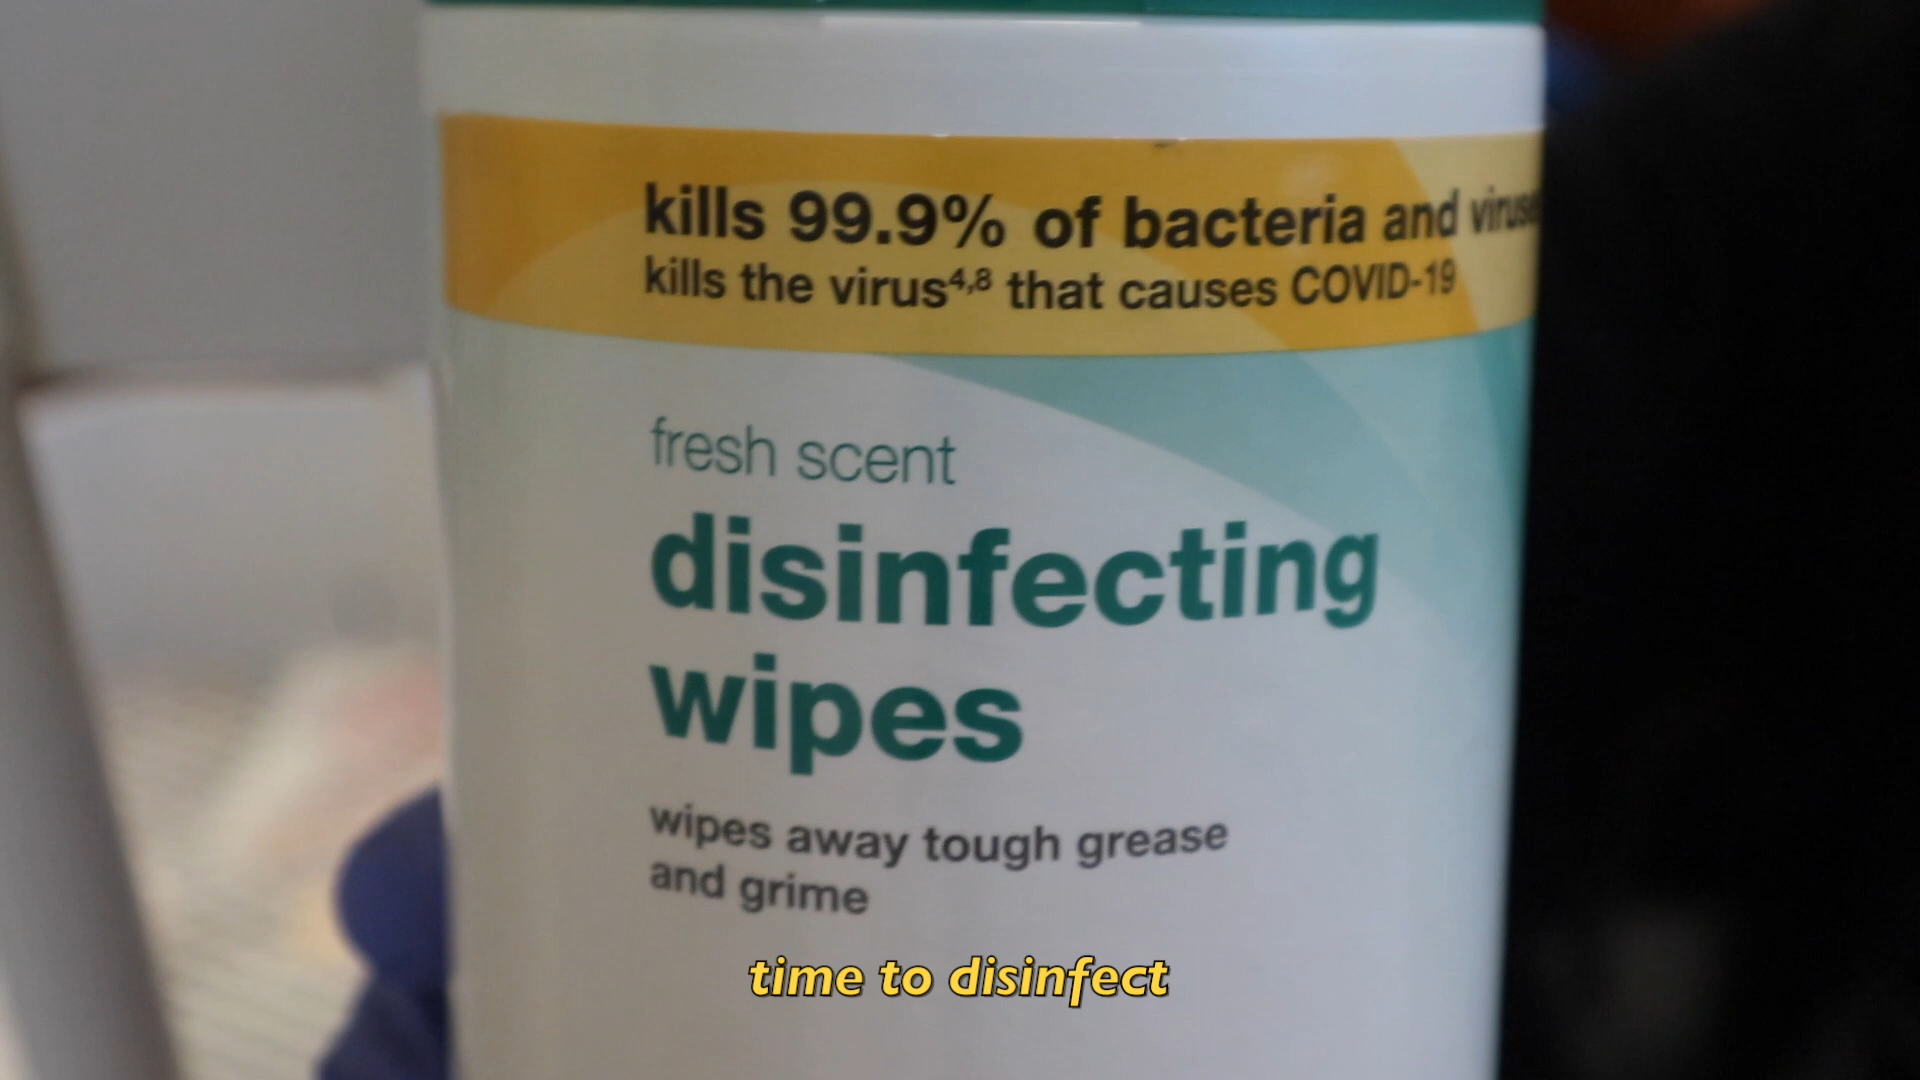 kills 99.9% of bacteria and viruse
kills the virus4,8 that causes COVID-19
fresh scent
disinfecting
wipes
wipes away tough grease
and grime
time to disinfect